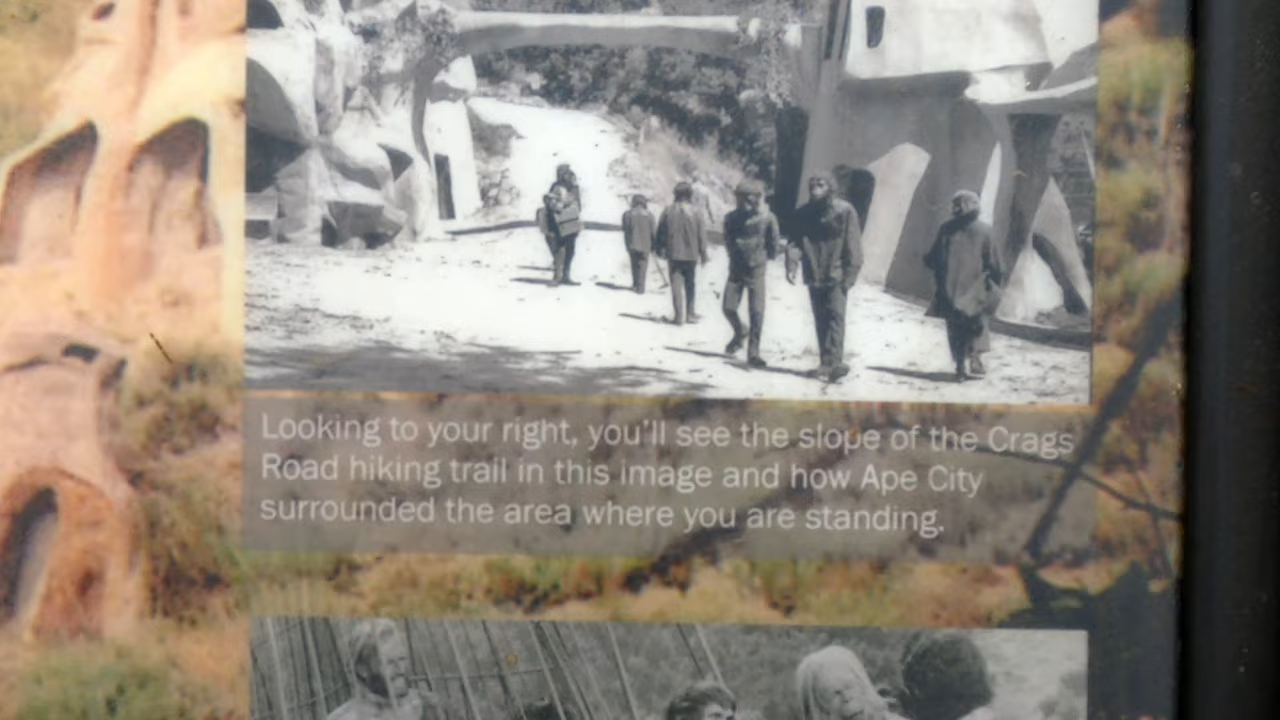 Looking to your right, you'll see the slope of the Crags
Road hiking trail in this image and how Ape City
surrounded the area where you are standing.